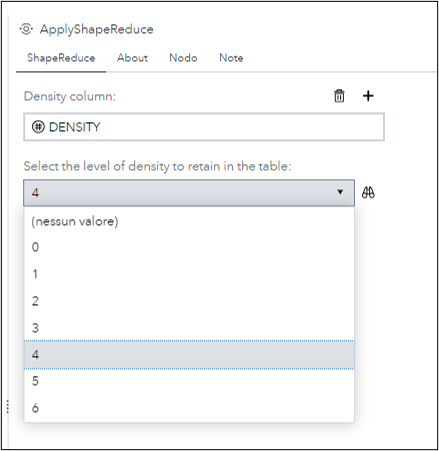 ApplyShapeReduce
ShapeReduce About Nodo Note
Density column:
DENSITY
Select the level of density to retain in the table:
4
(nessun valore)
0
1
2
3
4
5
6